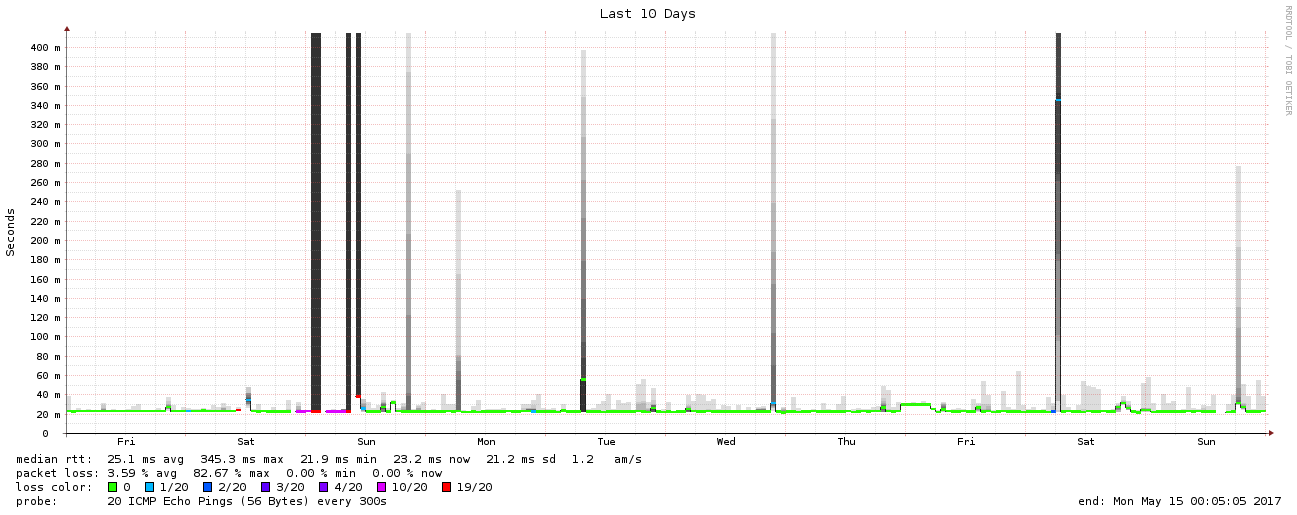 Last 10 Days
RRDTOOL / TOBI OETIKER
Seconds
400 m
380 m
360 m
340 m
320 m
300 m
280 m
260 m
240 m
220 m
200 m
180 m
160 m
140 m
120 m
100 m
80 m
60 m
40 m
20 m
0
Fri Sat Sun Mon Tue Wed Thu Fri Sat Sun
median rtt: 25.1 ms avg 345.3 ms max 21.9 ms min 23.2 ms now 21.2 ms sd 1.2 am/s
packet loss: 3.59 % avg 82.67 % max 0.00 % min 0.00 % now
loss color: 0 1/20 2/20 3/20 4/20 10/20 19/20
probe: 20 ICMP Echo Pings (56 Bytes) every 300s end: Mon May 15 00:05:05 2017